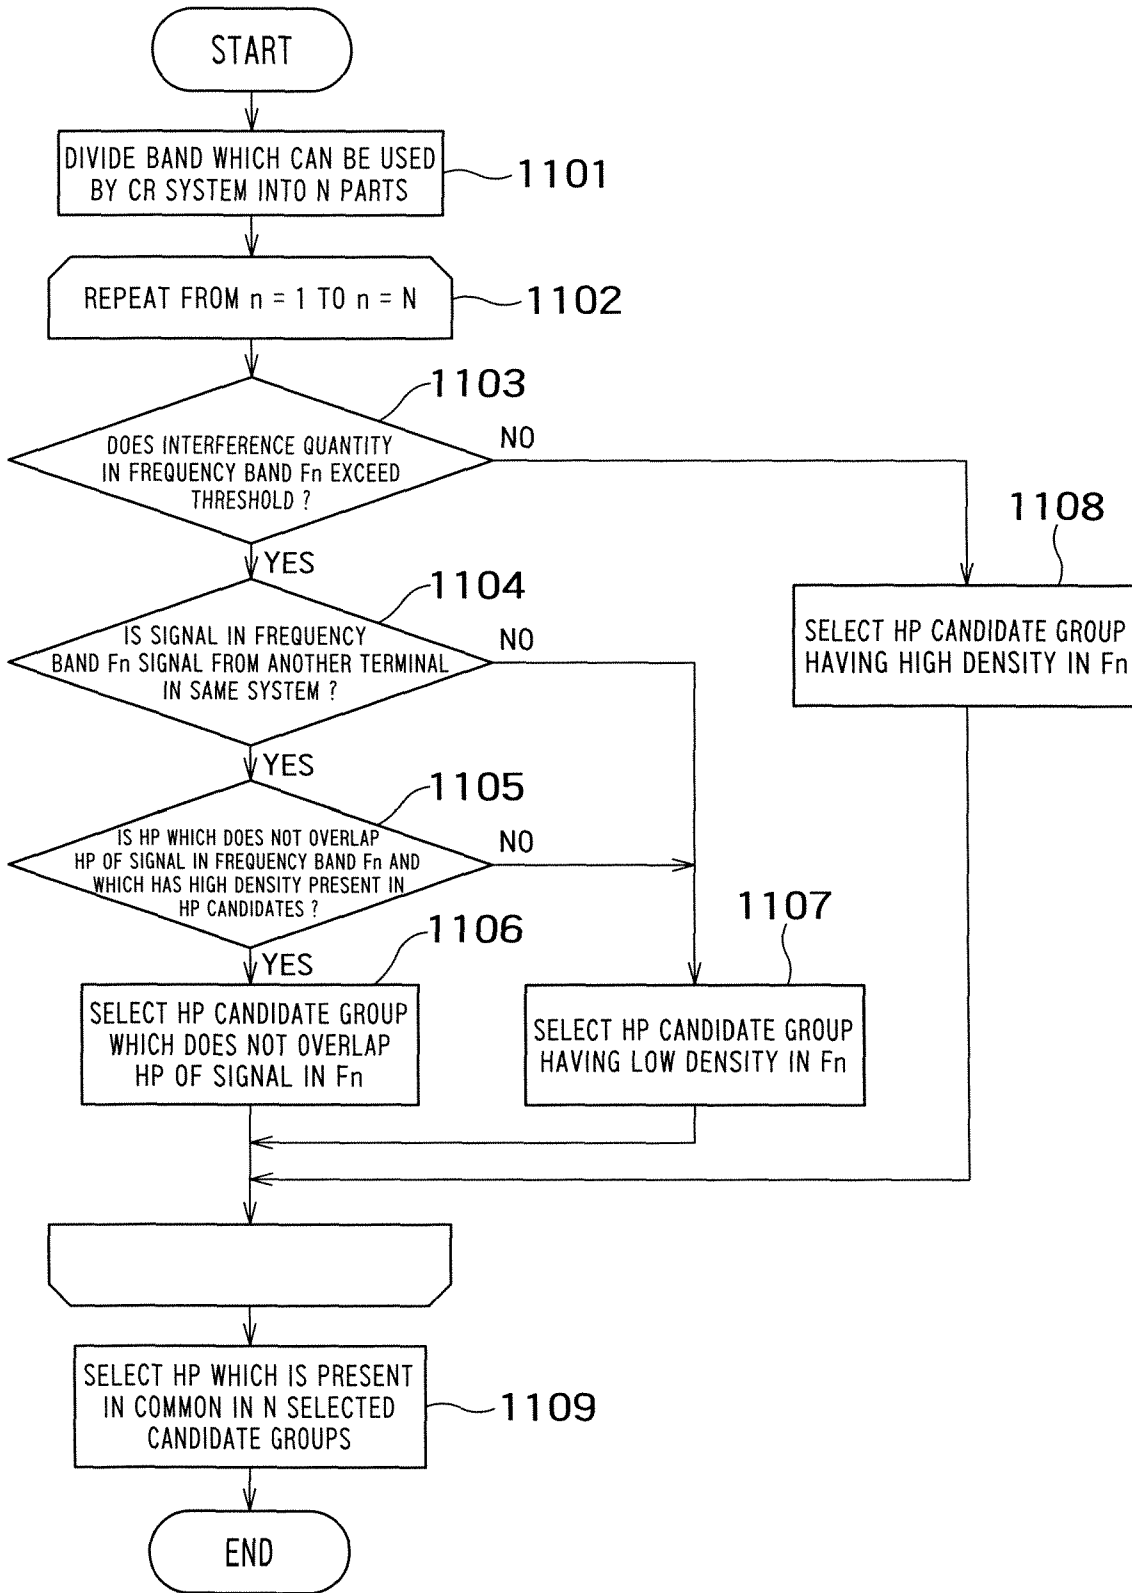 START
DIVIDE BAND WHICH CAN BE USED
BY CR SYSTEM INTO N PARTS
1101
REPEAT FROM n = 1 TO n = N
1102
1103
DOES INTERFERENCE QUANTITY
IN FREQUENCY BAND Fn EXCEED
THRESHOLD ?
NO
YES
1108
SELECT HP CANDIDATE GROUP
HAVING HIGH DENSITY IN Fn
1104
IS SIGNAL IN FREQUENCY
BAND Fn SIGNAL FROM ANOTHER TERMINAL
IN SAME SYSTEM ?
NO
YES
1105
IS HP WHICH DOES NOT OVERLAP
HP OF SIGNAL IN FREQUENCY BAND Fn AND
WHICH HAS HIGH DENSITY PRESENT IN
HP CANDIDATES ?
NO
YES
1106
SELECT HP CANDIDATE GROUP
WHICH DOES NOT OVERLAP
HP OF SIGNAL IN Fn
1107
SELECT HP CANDIDATE GROUP
HAVING LOW DENSITY IN Fn
SELECT HP WHICH IS PRESENT
IN COMMON IN N SELECTED
CANDIDATE GROUPS
1109
END